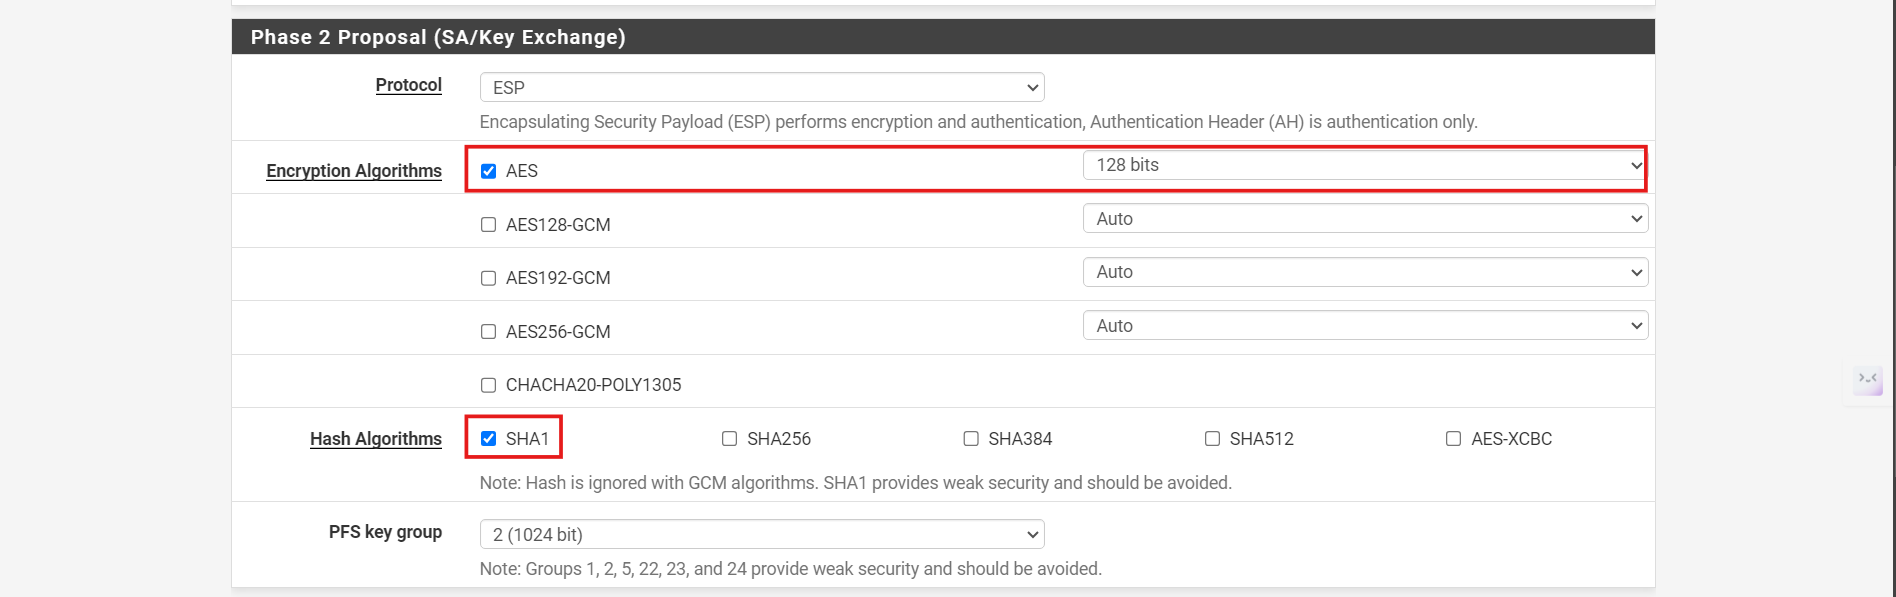 Phase 2 Proposal (SA/Key Exchange)
Protocol
ESP
Encapsulating Security Payload (ESP) performs encryption and authentication, Authentication Header (AH) is authentication only.
Encryption Algorithms
AES
128 bits
AES128-GCM
Auto
AES192-GCM
Auto
AES256-GCM
Auto
CHACHA20-POLY1305
Hash Algorithms
SHA1
SHA256
SHA384
SHA512
AES-XCBC
Note: Hash is ignored with GCM algorithms. SHA1 provides weak security and should be avoided.
PFS key group
2 (1024 bit)
Note: Groups 1, 2, 5, 22, 23, and 24 provide weak security and should be avoided.